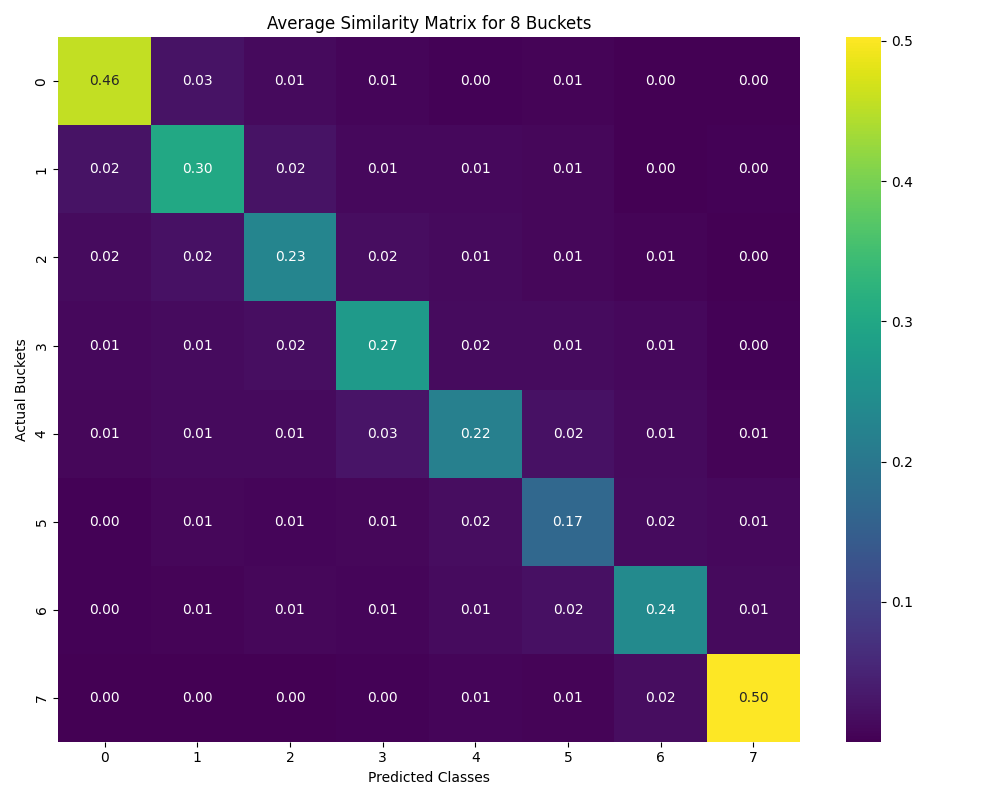 Average Similarity Matrix for 8 Buckets
0 0.46 0.03 0.01 0.01 0.00 0.01 0.00 0.00
1 0.02 0.30 0.02 0.01 0.01 0.01 0.00 0.00
2 0.02 0.02 0.23 0.02 0.01 0.01 0.01 0.00
3 0.01 0.01 0.02 0.27 0.02 0.01 0.01 0.00
4 0.01 0.01 0.01 0.03 0.22 0.02 0.01 0.01
5 0.00 0.01 0.01 0.01 0.02 0.17 0.02 0.01
6 0.00 0.01 0.01 0.01 0.01 0.02 0.24 0.01
7 0.00 0.00 0.00 0.00 0.01 0.01 0.02 0.50
0 1 2 3 4 5 6 7
Predicted Classes
Actual Buckets
0.5
0.4
0.3
0.2
0.1